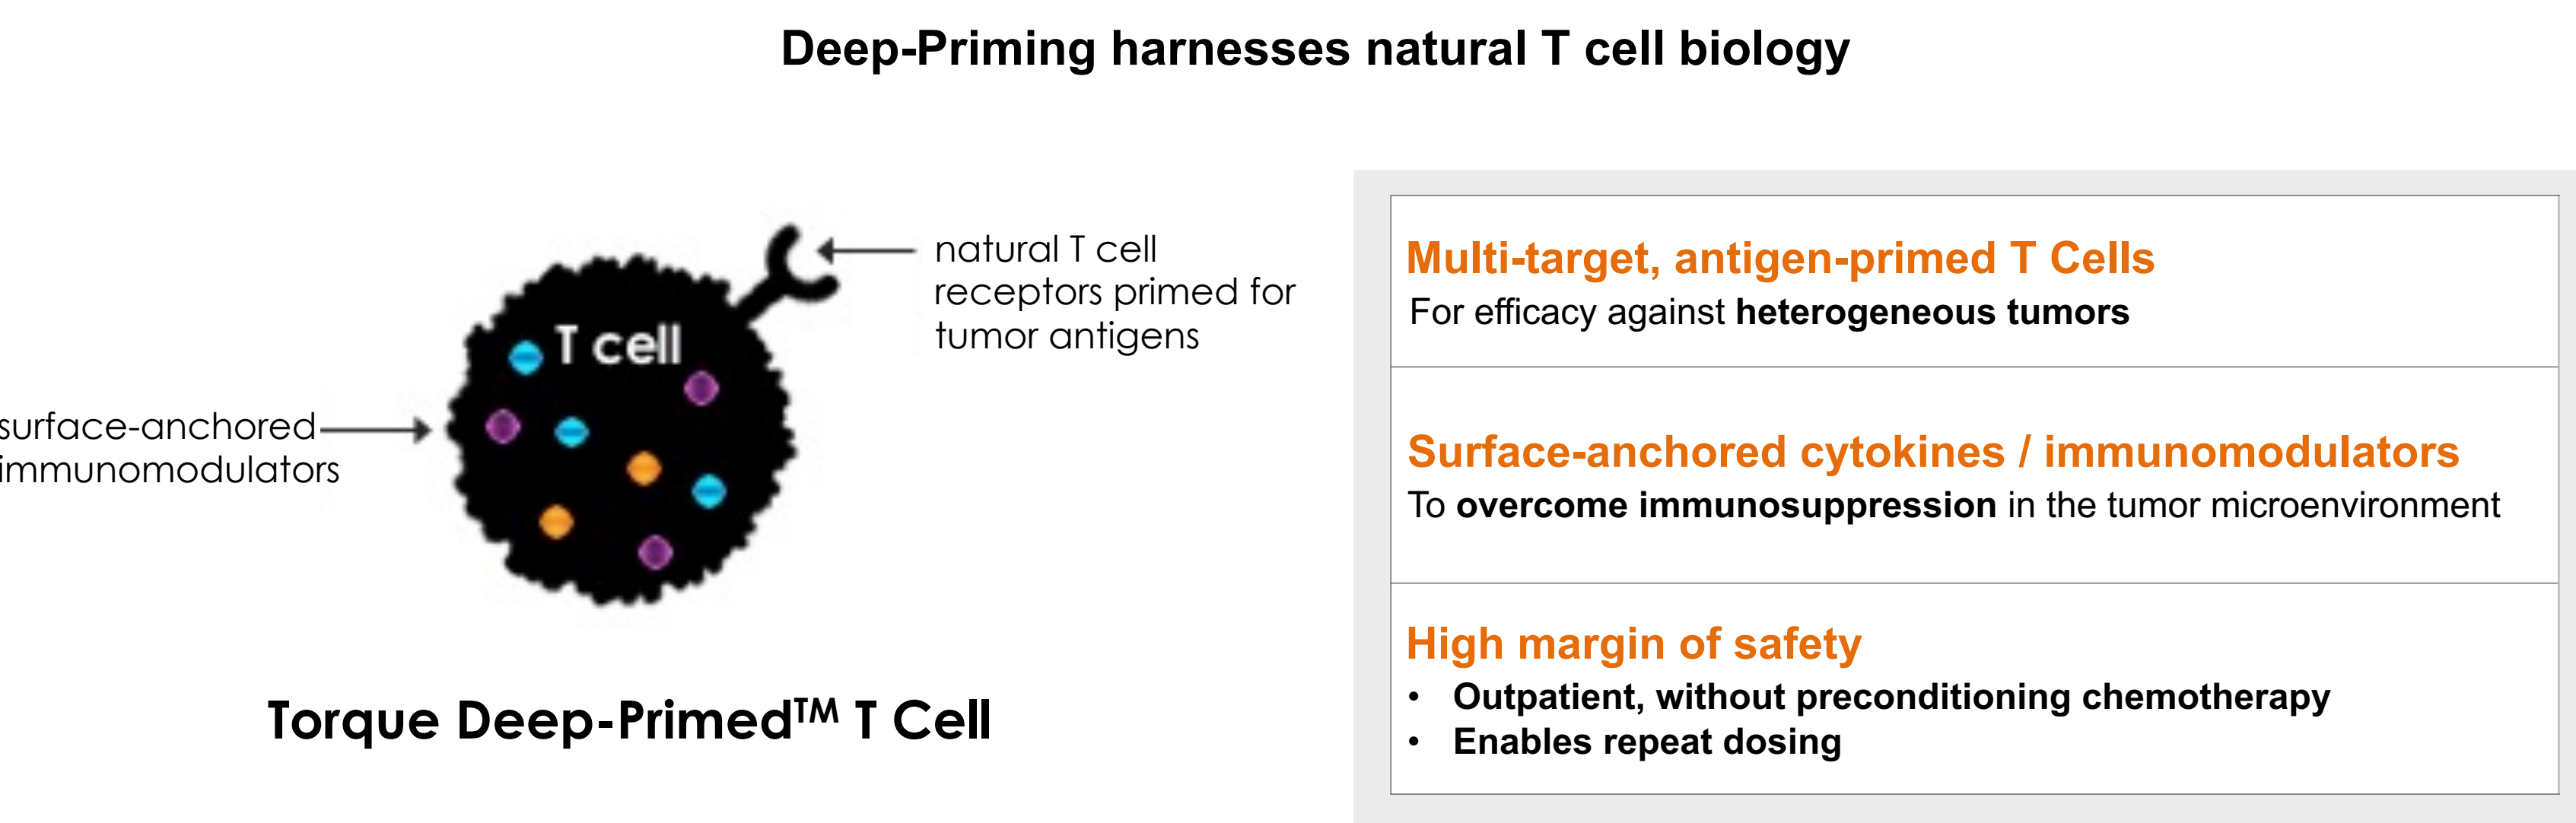 Deep-Priming harnesses natural T cell biology
natural T cell
receptors primed for
tumor antigens
T cell
surface-anchored
immunomodulators
Torque Deep-Primed™ T Cell
Multi-target, antigen-primed T Cells
For efficacy against heterogeneous tumors
Surface-anchored cytokines / immunomodulators
To overcome immunosuppression in the tumor microenvironment
High margin of safety
• Outpatient, without preconditioning chemotherapy
• Enables repeat dosing